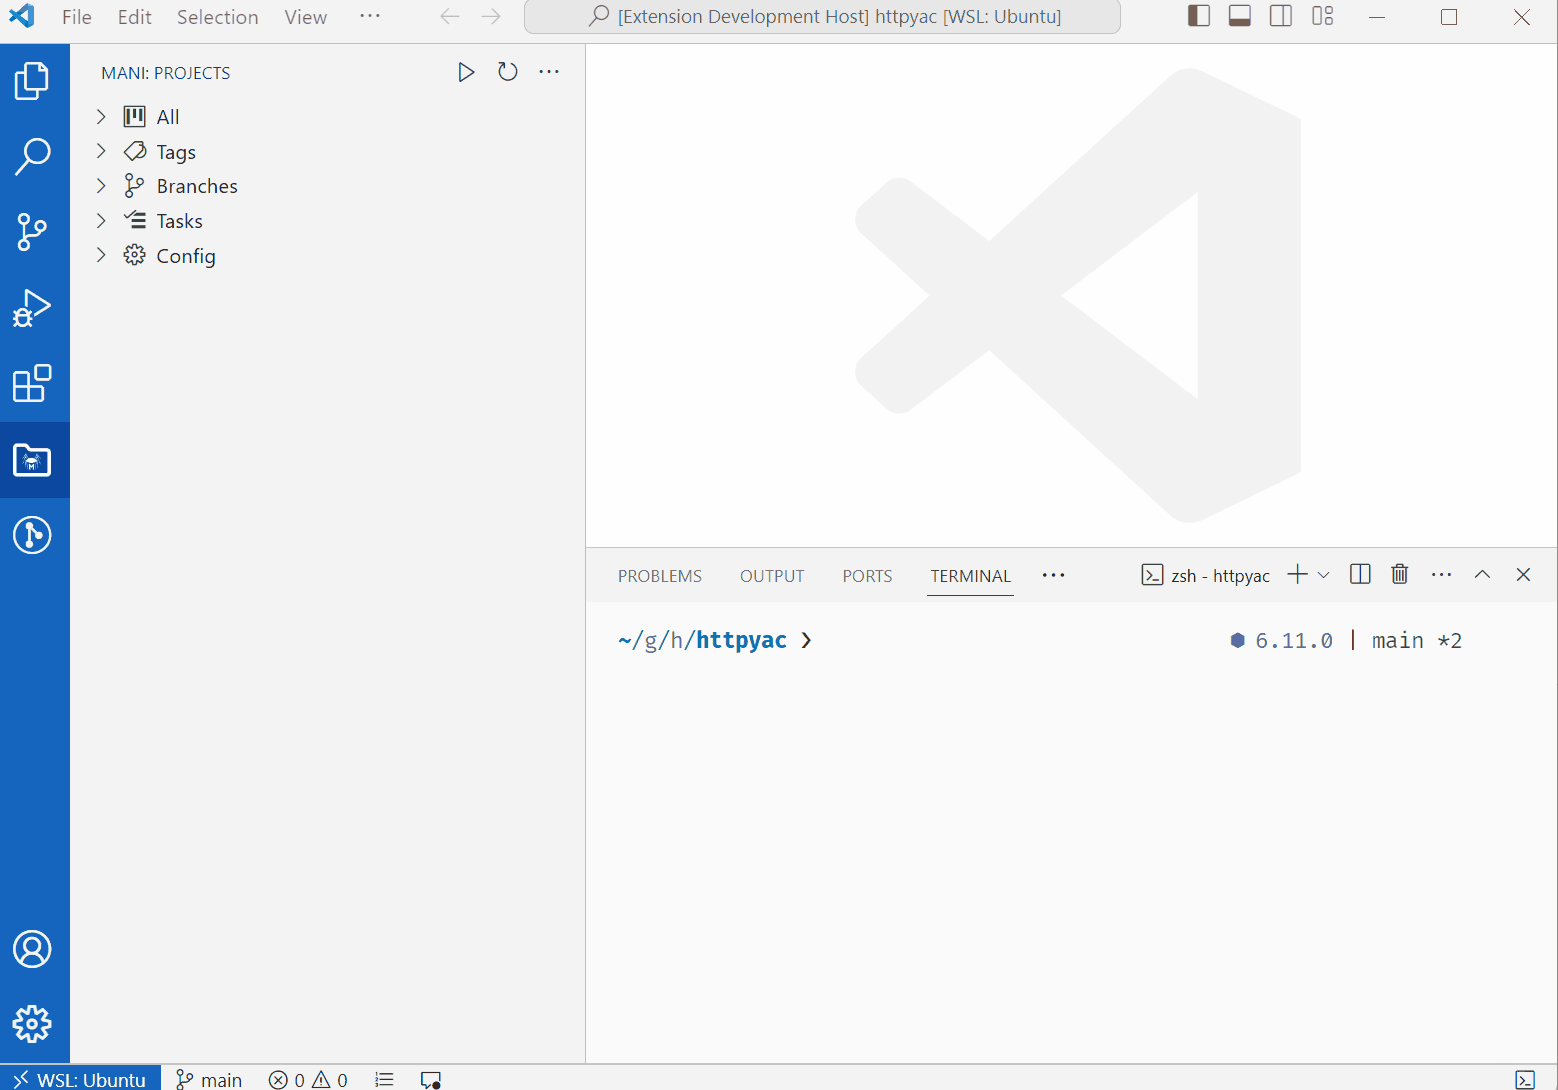 File Edit Selection View ··· [Extension Development Host] httpyac [WSL: Ubuntu]
MANI: PROJECTS
All
Tags
Branches
Tasks
Config
PROBLEMS OUTPUT PORTS TERMINAL ··· zsh - httpyac
~/g/h/httpyac ❯ ⬢ 6.11.0 | main *2
WSL: Ubuntu main 0 0